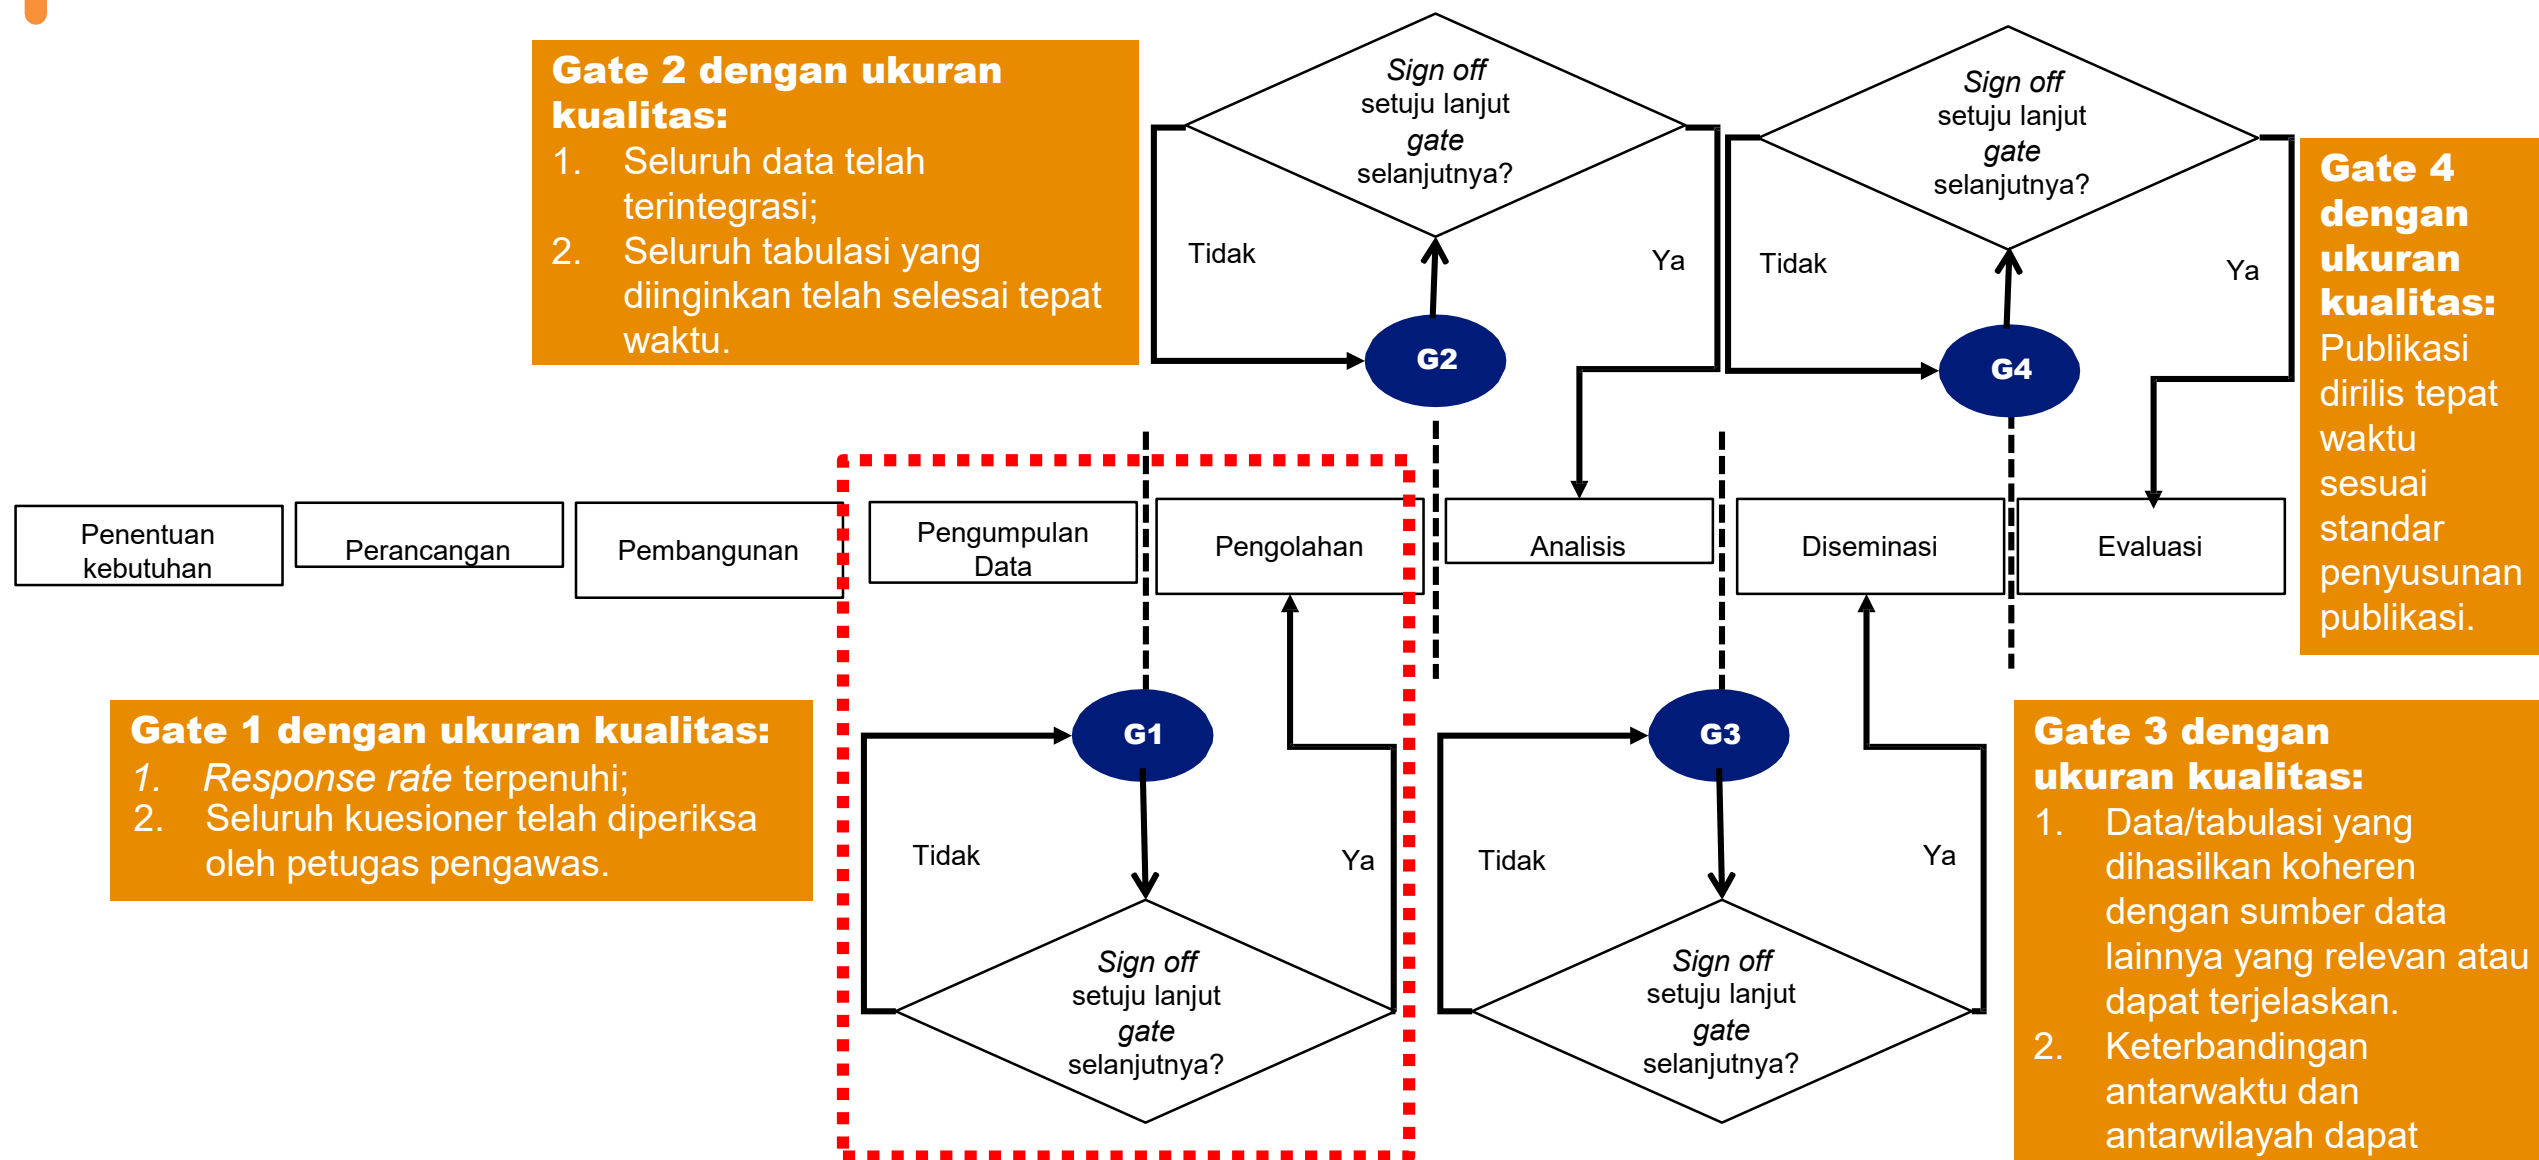 Gate 2 dengan ukuran
kualitas:
1. Seluruh data telah
terintegrasi;
2. Seluruh tabulasi yang
diinginkan telah selesai tepat
waktu.
Sign off
setuju lanjut
gate
selanjutnya?
Tidak
Ya
G2
Sign off
setuju lanjut
gate
selanjutnya?
Tidak
Ya
G4
Gate 4
dengan
ukuran
kualitas:
Publikasi
dirilis tepat
waktu
sesuai
standar
penyusunan
publikasi.
Penentuan
kebutuhan
Perancangan
Pembangunan
Pengumpulan
Data
Pengolahan
Analisis
Diseminasi
Evaluasi
Gate 1 dengan ukuran kualitas:
1. Response rate terpenuhi;
2. Seluruh kuesioner telah diperiksa
oleh petugas pengawas.
G1
Tidak
Ya
Sign off
setuju lanjut
gate
selanjutnya?
G3
Tidak
Ya
Sign off
setuju lanjut
gate
selanjutnya?
Gate 3 dengan
ukuran kualitas:
1. Data/tabulasi yang
dihasilkan koheren
dengan sumber data
lainnya yang relevan atau
dapat terjelaskan.
2. Keterbandingan
antarwaktu dan
antarwilayah dapat